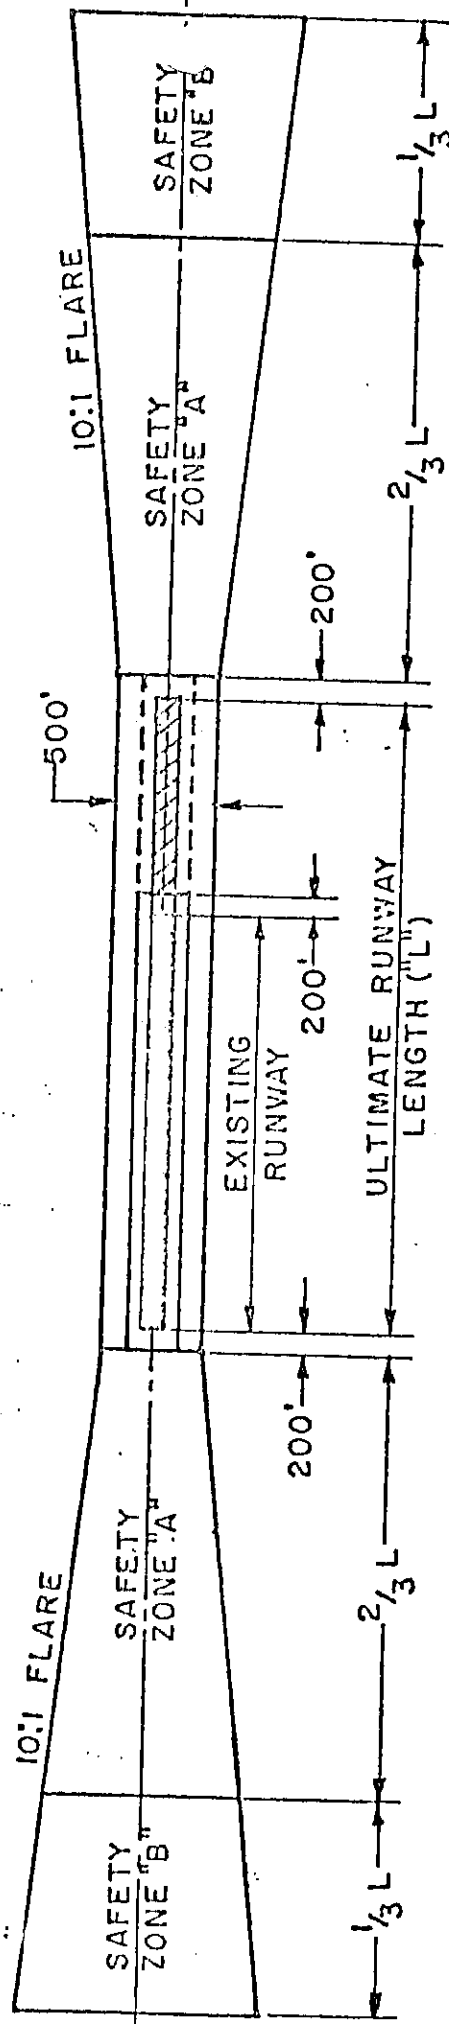 10:1 FLARE
SAFETY
ZONE "B"
SAFETY
ZONE "A"
500'
SAFETY
ZONE "A"
10:1 FLARE
SAFETY
ZONE "B"
EXISTING
RUNWAY
200'
200'
200'
ULTIMATE RUNWAY
LENGTH ("L")
1/3 L
2/3 L
2/3 L
1/3 L